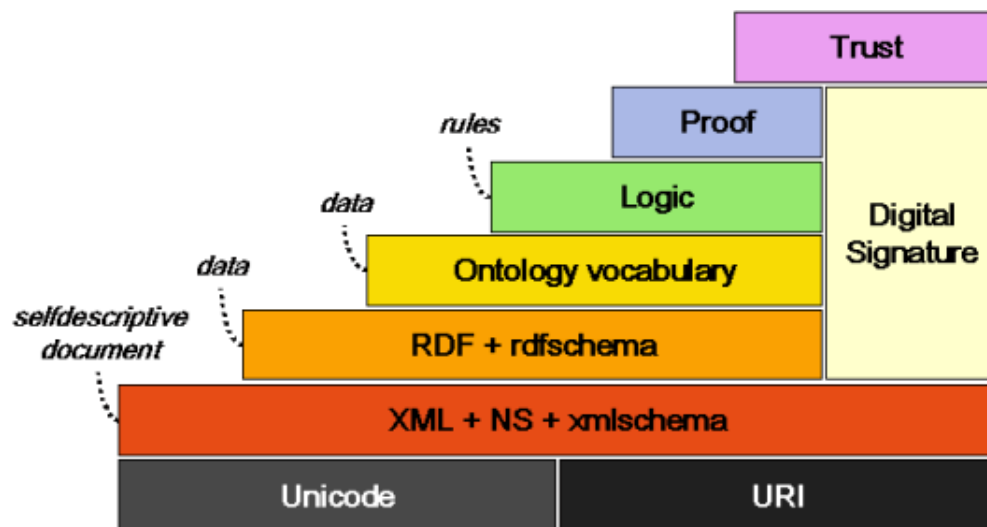 Trust
Proof
rules
Logic
Digital
Signature
data
Ontology vocabulary
data
RDF + rdfschema
selfdescriptive
document
XML + NS + xmlschema
Unicode
URI